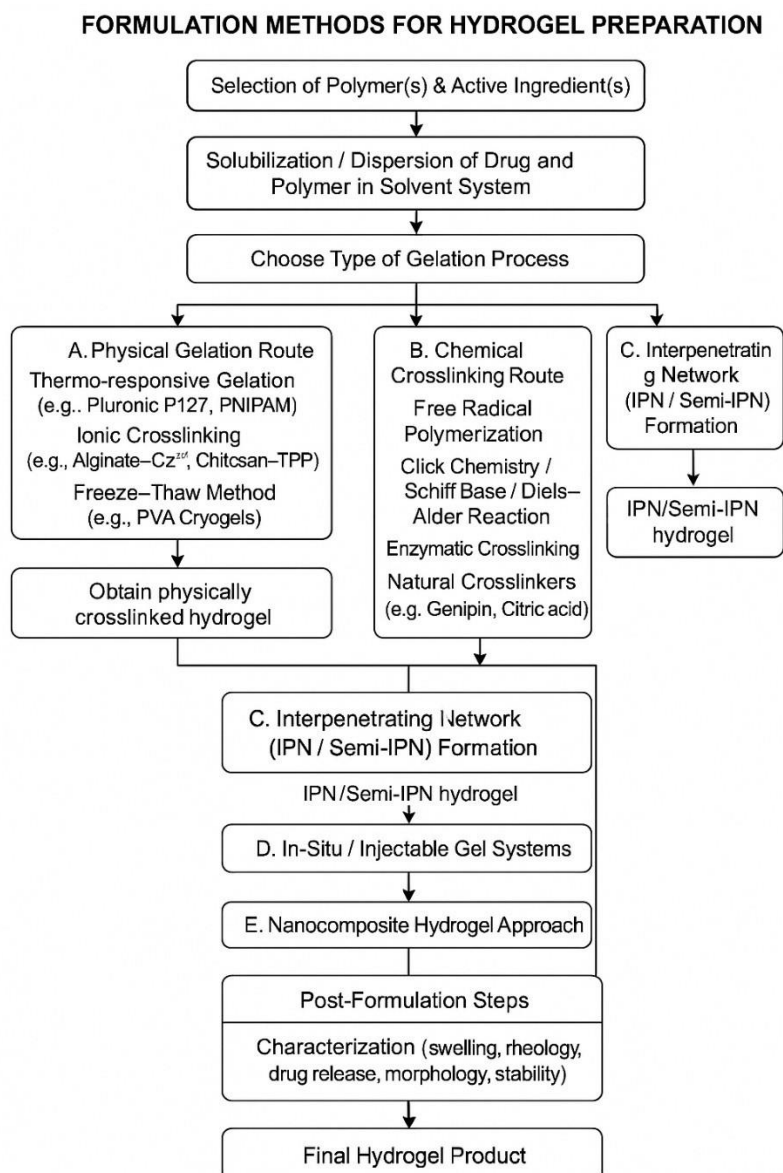 FORMULATION METHODS FOR HYDROGEL PREPARATION
Selection of Polymer(s) & Active Ingredient(s)
Solubilization / Dispersion of Drug and
Polymer in Solvent System
Choose Type of Gelation Process
A. Physical Gelation Route
Thermo-responsive Gelation
(e.g.. Pluronic P127, PNIPAM)
Ionic Crosslinking
(e.g., Alginate–Cz, Chitcsan–TPP)
Freeze–Thaw Method
(e.g., PVA Cryogels)
Obtain physically
crosslinked hydrogel
B. Chemical
Crosslinking Route
Free Radical
Polymerization
Click Chemistry /
Schiff Base / Diels–
Alder Reaction
Enzymatic Crosslinking
Natural Crosslinkers
(e.g. Genipin, Citric acid)
C. Interpenetratin
g Network
(IPN / Semi-IPN)
Formation
IPN/Semi-IPN
hydrogel
C. Interpenetrating Network
(IPN / Semi-IPN) Formation
IPN/Semi-IPN hydrogel
D. In-Situ / Injectable Gel Systems
E. Nanocomposite Hydrogel Approach
Post-Formulation Steps
Characterization (swelling, rheology,
drug release, morphology, stability)
Final Hydrogel Product